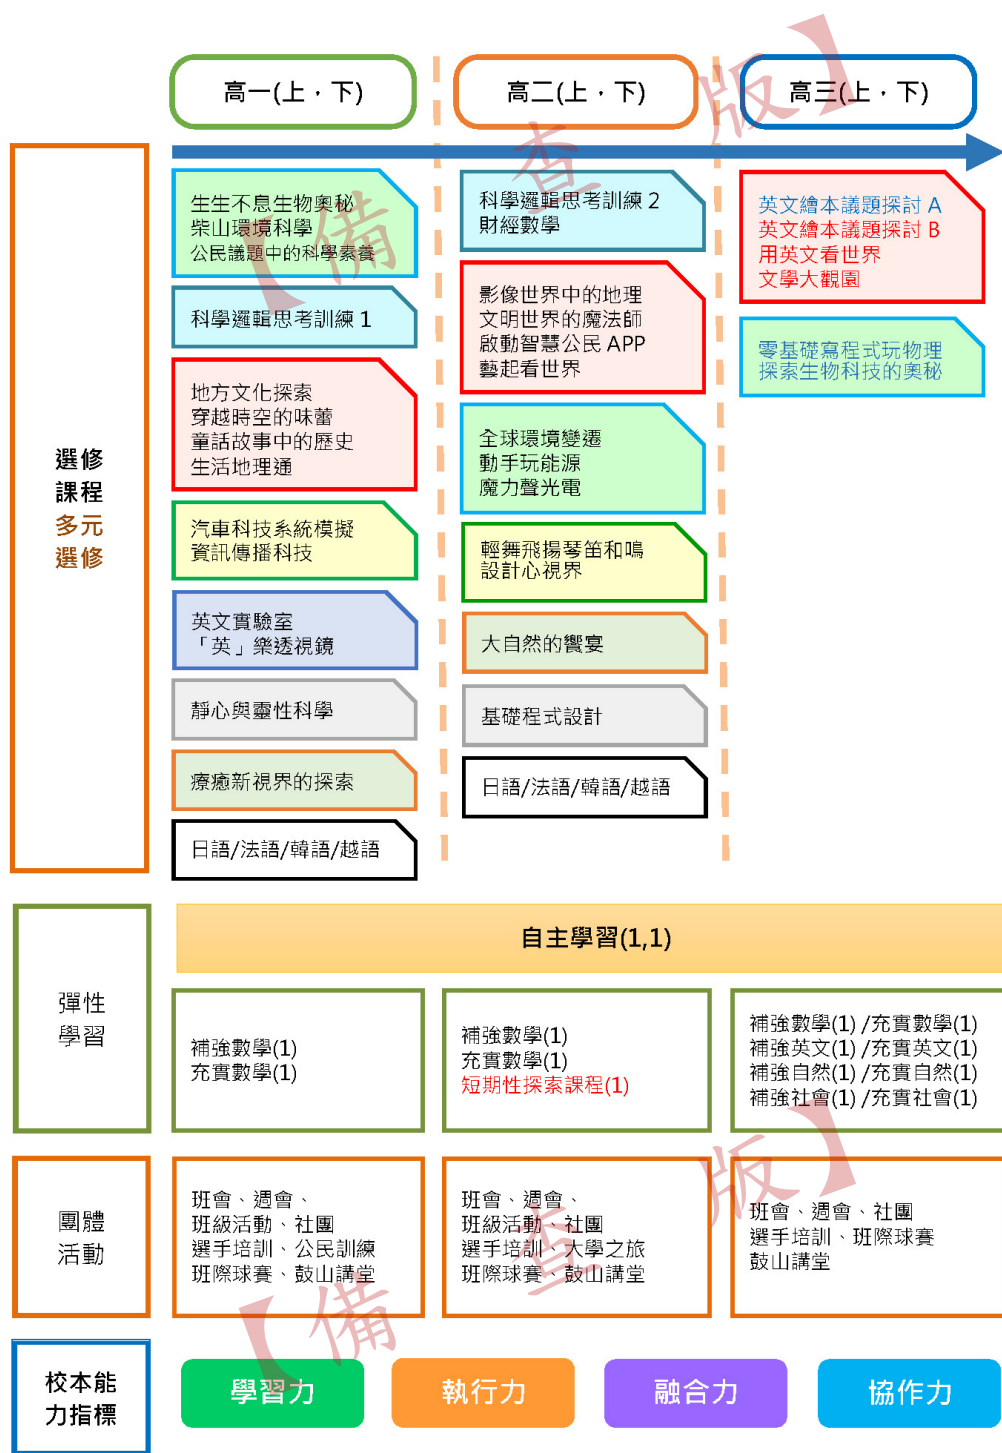 高一(上，下)
高二(上，下)
高三(上，下)
選修
課程
多元
選修
生生不息生物奧秘
柴山環境科學
公民議題中的科學素養
科學邏輯思考訓練 1
地方文化探索
穿越時空的味蕾
童話故事中的歷史
生活地理通
汽車科技系統模擬
資訊傳播科技
英文實驗室
「英」樂透視鏡
靜心與靈性科學
療癒新視界的探索
日語/法語/韓語/越語
科學邏輯思考訓練 2
財經數學
影像世界中的地理
文明世界的魔法師
啟動智慧公民 APP
藝起看世界
全球環境變遷
動手玩能源
魔力聲光電
輕舞飛揚琴笛和鳴
設計心視界
大自然的饗宴
基礎程式設計
日語/法語/韓語/越語
英文繪本議題探討 A
英文繪本議題探討 B
用英文看世界
文學大觀園
零基礎寫程式玩物理
探索生物科技的奧秘
彈性
學習
自主學習(1,1)
補強數學(1)
充實數學(1)
補強數學(1)
充實數學(1)
短期性探索課程(1)
補強數學(1) /充實數學(1)
補強英文(1) /充實英文(1)
補強自然(1) /充實自然(1)
補強社會(1) /充實社會(1)
團體
活動
班會、週會、
班級活動、社團
選手培訓、公民訓練
班際球賽、鼓山講堂
班會、週會、
班級活動、社團
選手培訓、大學之旅
班際球賽、鼓山講堂
班會、週會、社團
選手培訓、班際球賽
鼓山講堂
校本能
力指標
學習力
執行力
融合力
協作力
【備查版】
【備查版】